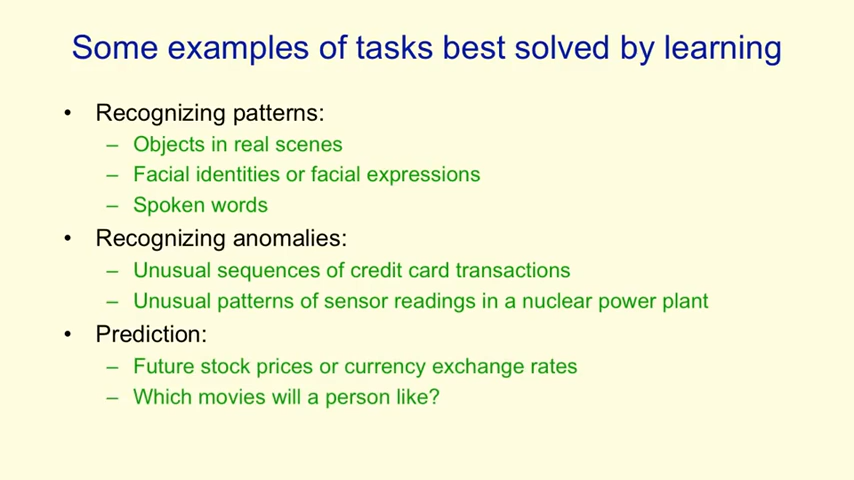 Some examples of tasks best solved by learning
• Recognizing patterns:
– Objects in real scenes
– Facial identities or facial expressions
– Spoken words
• Recognizing anomalies:
– Unusual sequences of credit card transactions
– Unusual patterns of sensor readings in a nuclear power plant
• Prediction:
– Future stock prices or currency exchange rates
– Which movies will a person like?